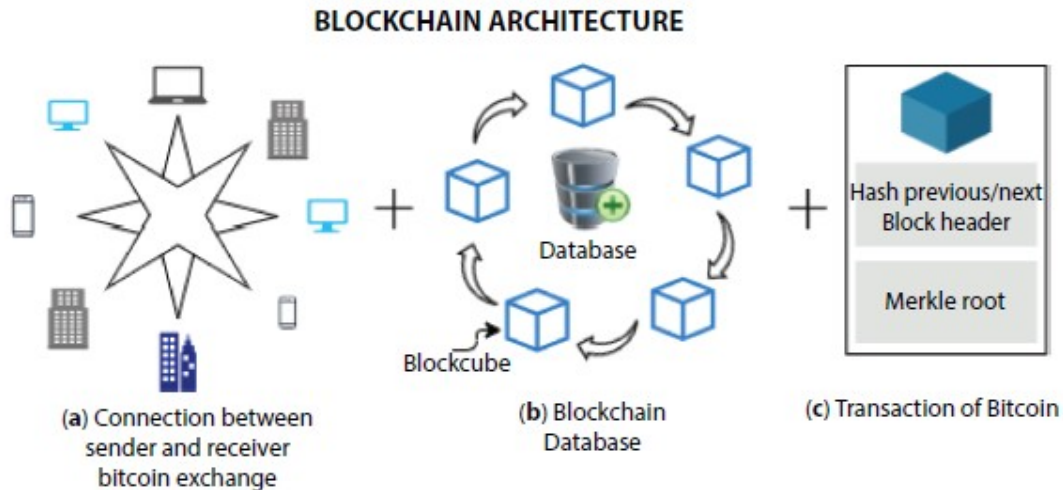 BLOCKCHAIN ARCHITECTURE
Database
Blockcube
Hash previous/next
Block header
Merkle root
(a) Connection between
sender and receiver
bitcoin exchange
(b) Blockchain
Database
(c) Transaction of Bitcoin